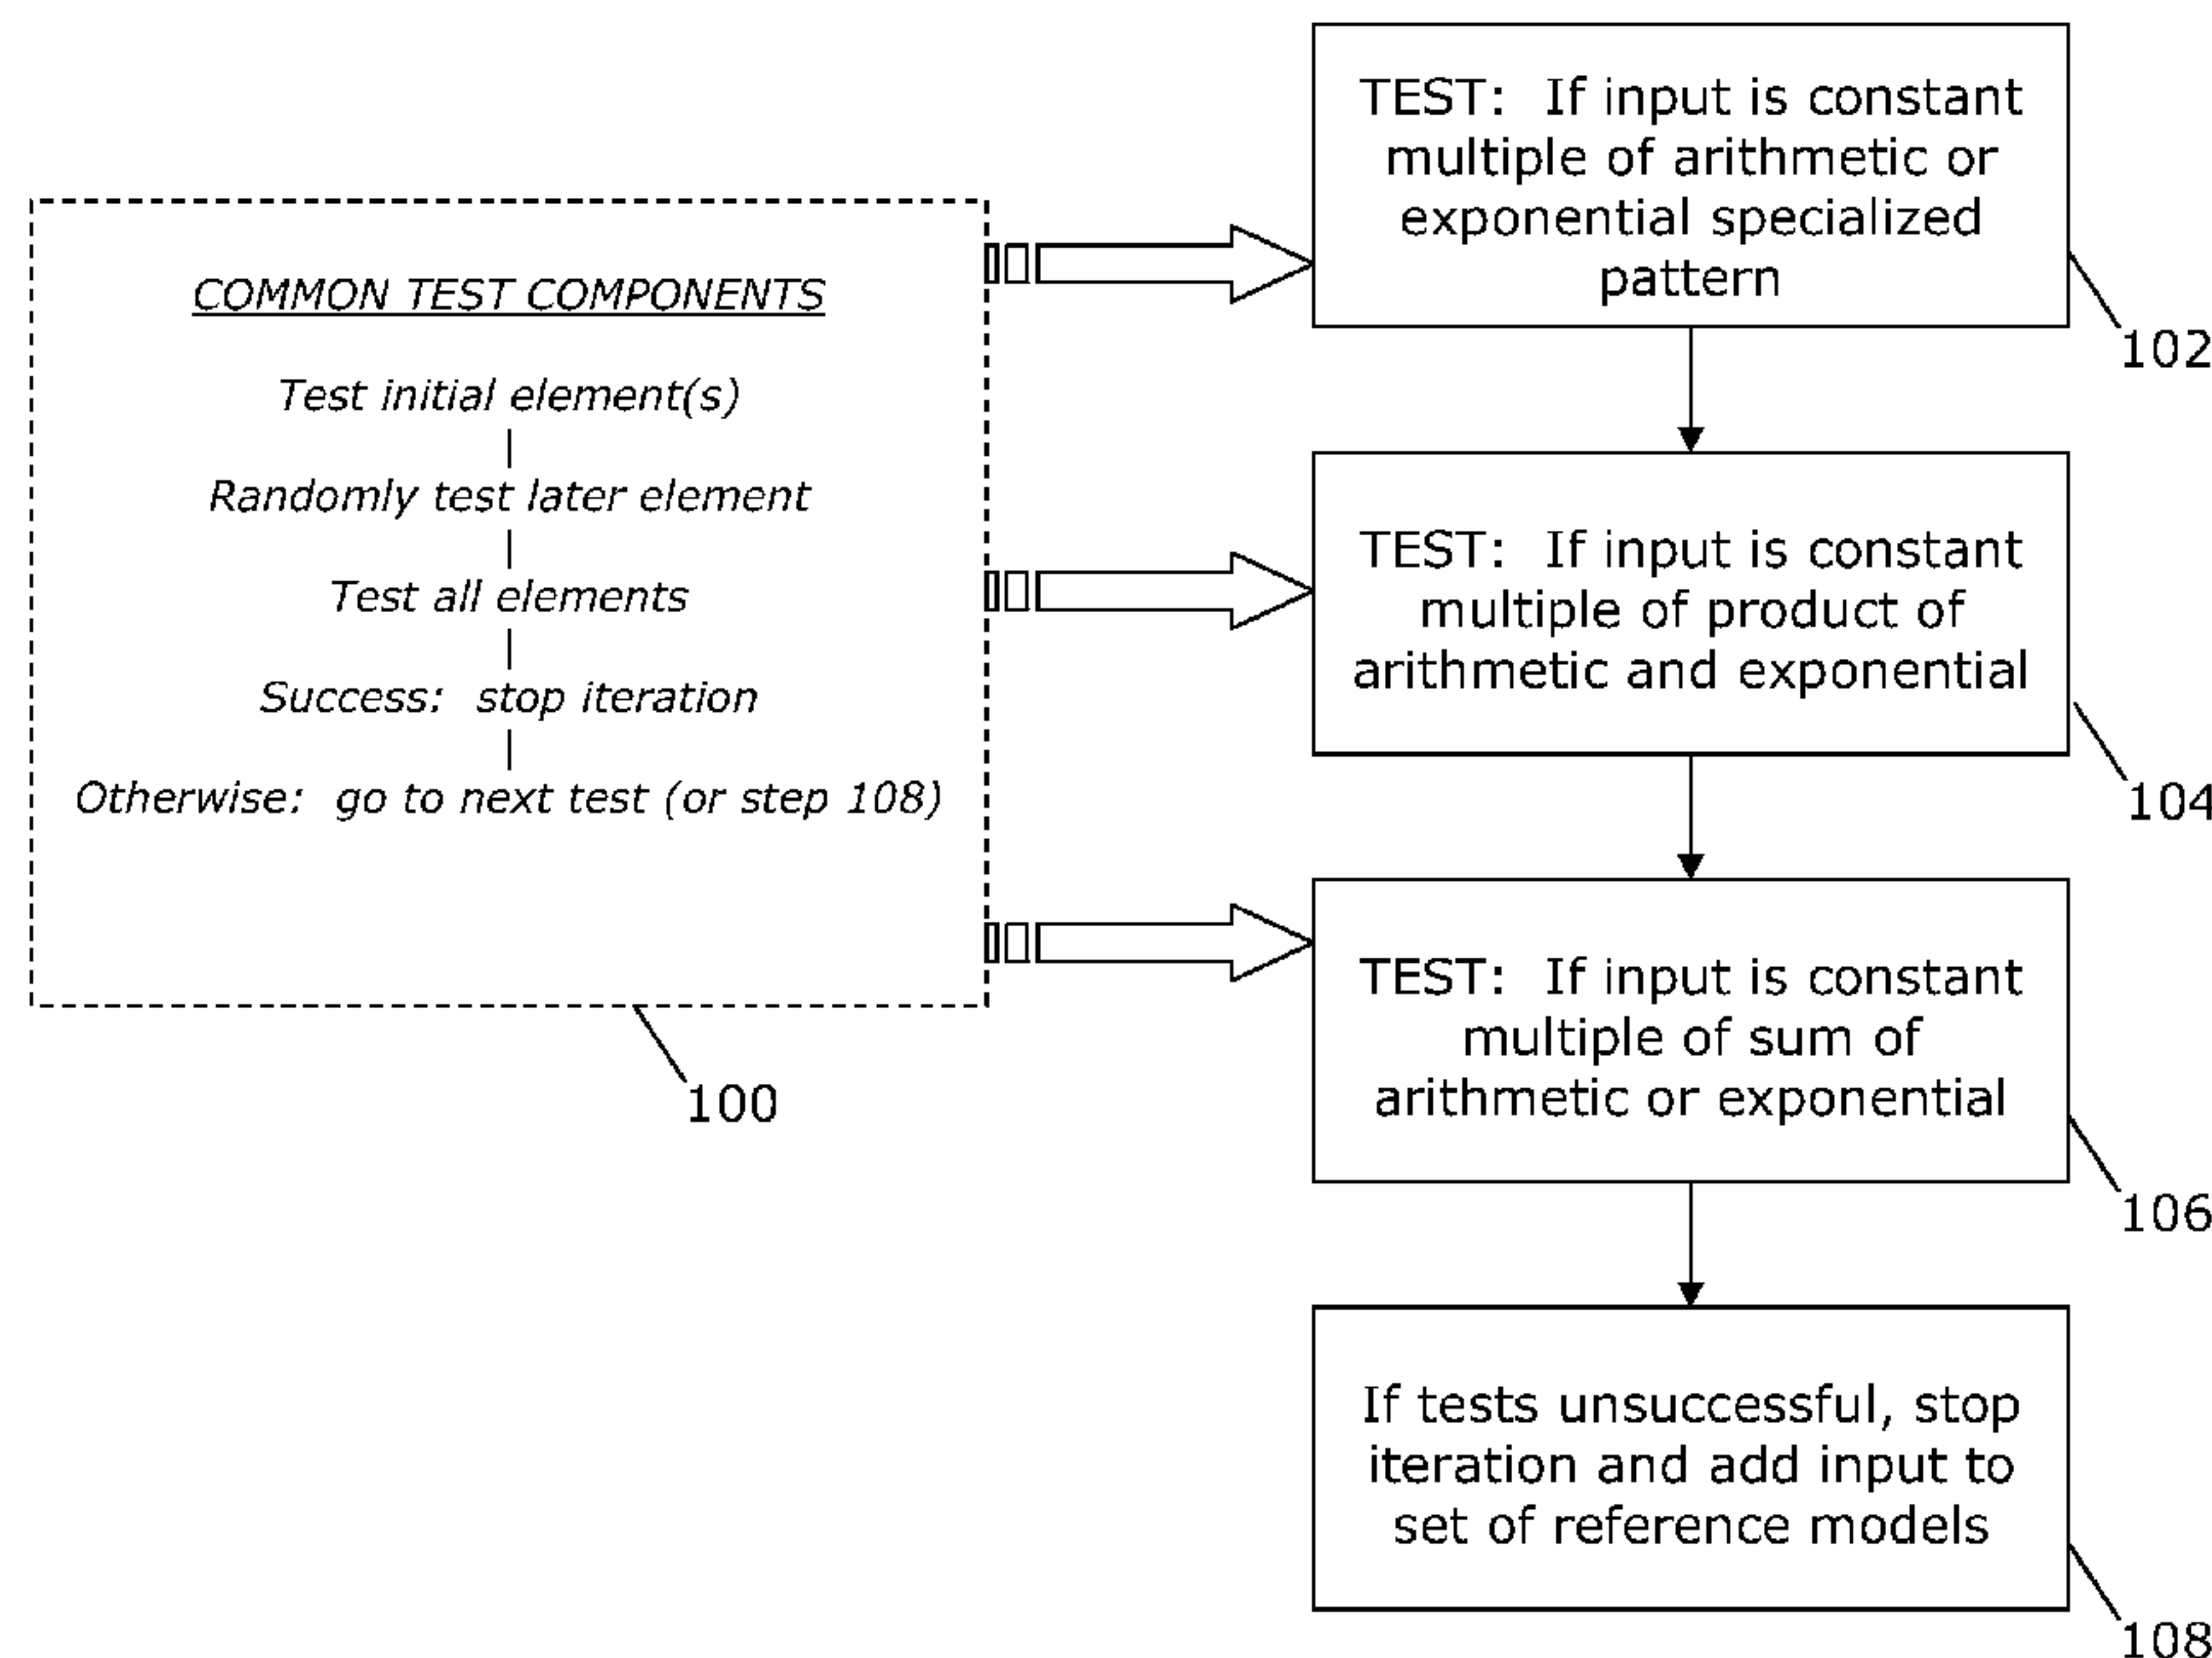 COMMON TEST COMPONENTS
Test initial element(s)
Randomly test later element
Test all elements
Success: stop iteration
Otherwise: go to next test (or step 108)
100
TEST: If input is constant
multiple of arithmetic or
exponential specialized
pattern
102
TEST: If input is constant
multiple of product of
arithmetic and exponential
104
TEST: If input is constant
multiple of sum of
arithmetic or exponential
106
If tests unsuccessful, stop
iteration and add input to
set of reference models
108